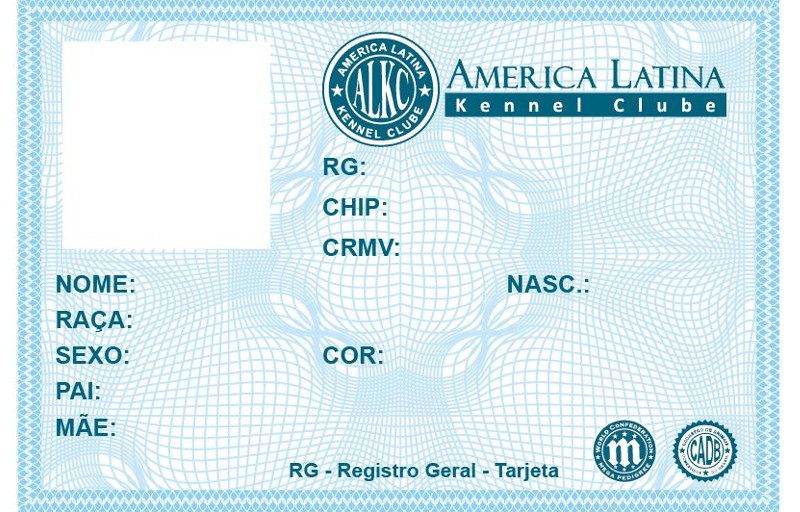 AMERICA LATINA
ALKC
KENNEL CLUBE
AMERICA LATINA
Kennel Clube
RG:
CHIP:
CRMV:
NOME:
NASC.:
RAÇA:
SEXO:
COR:
PAI:
MÃE:
RG - Registro Geral - Tarjeta
WORLD CONFEDERATION
m
MEGA PEDIGREE
CADB